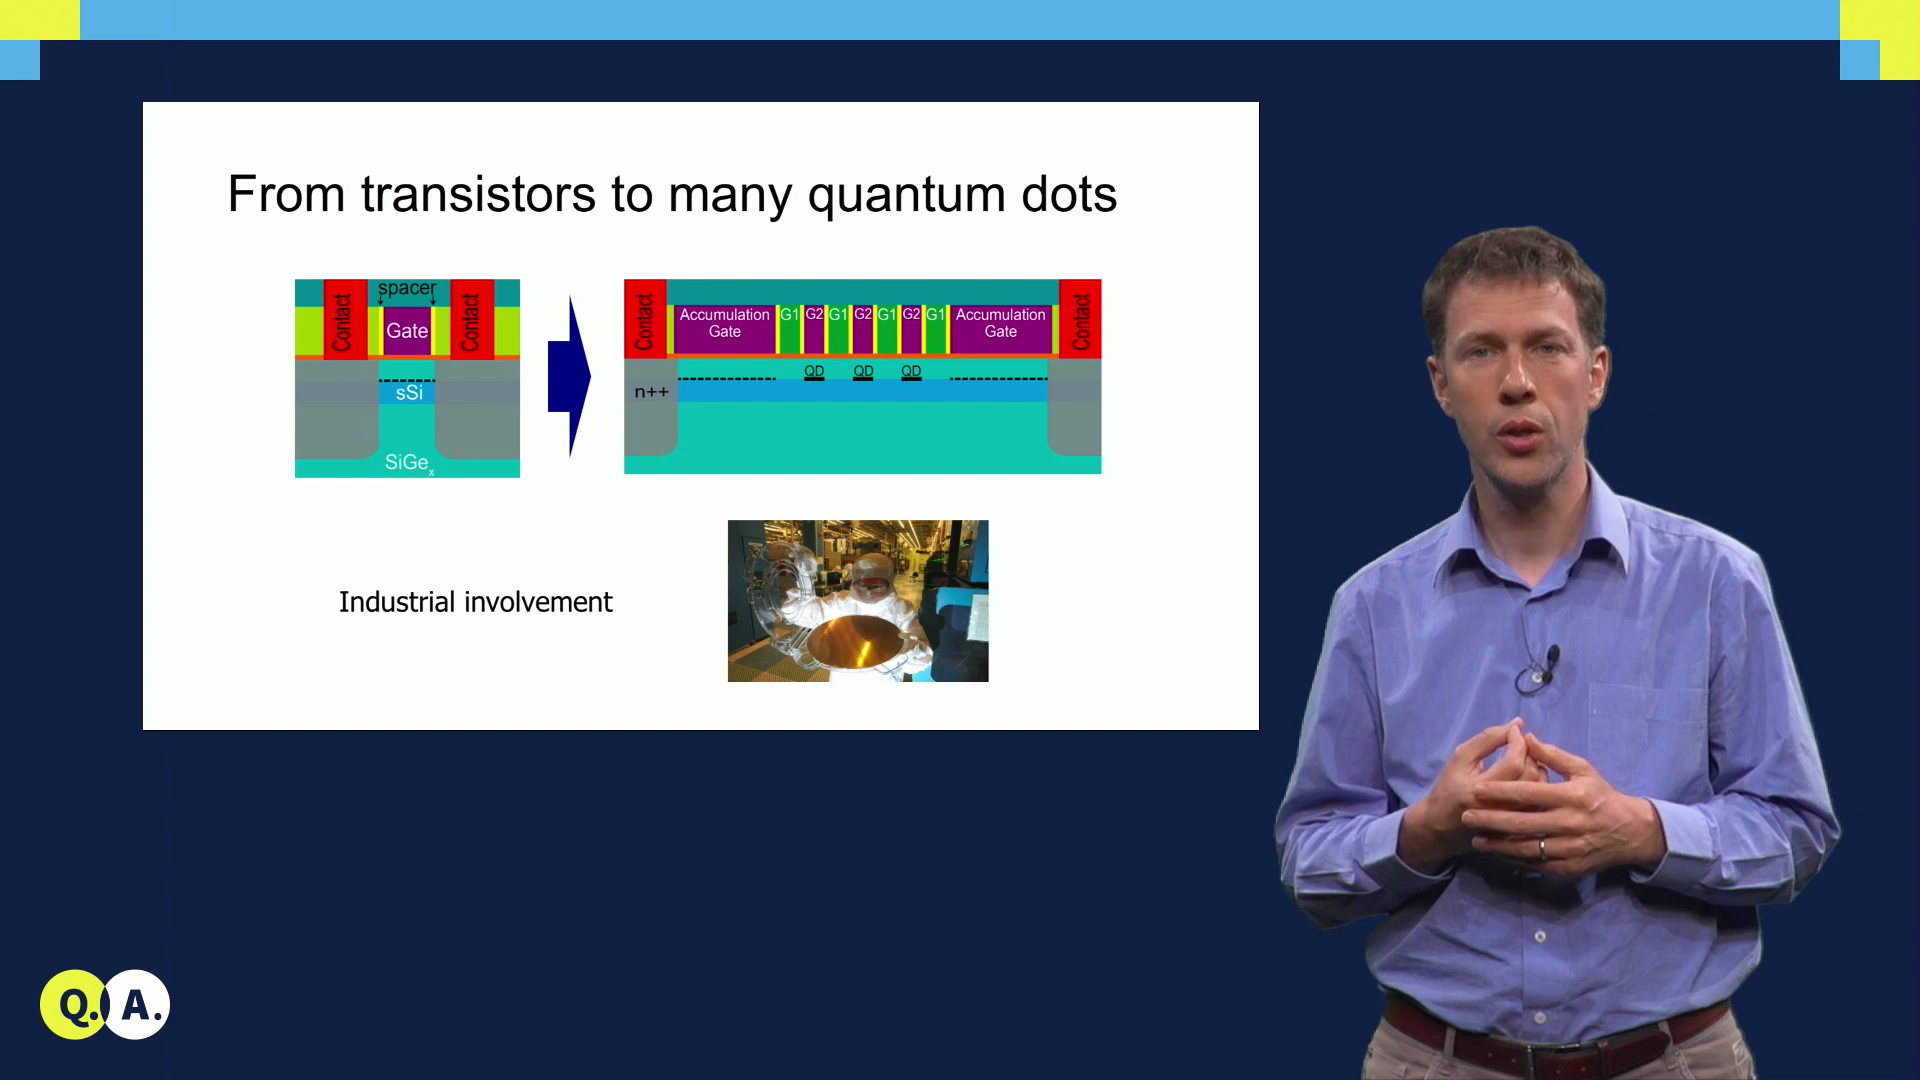 From transistors to many quantum dots
spacer
Contact
Gate
Contact
sSi
SiGex
Contact
Accumulation
Gate
G1
G2
G1
G2
G1
G2
G1
Accumulation
Gate
Contact
QD
QD
QD
n++
Industrial involvement
Q. A.